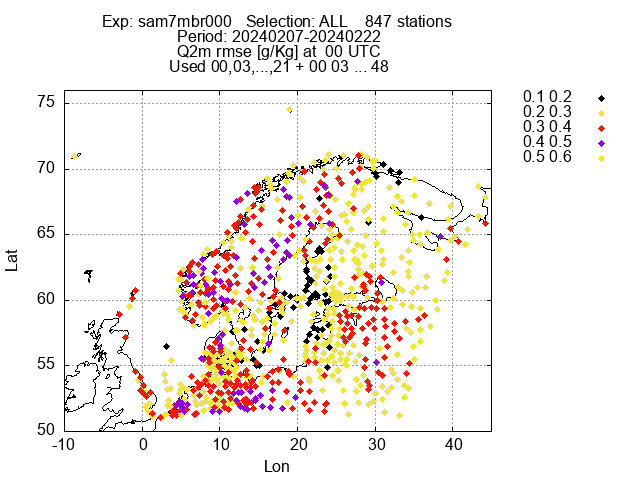 Exp: sam7mbr000   Selection: ALL    847 stations
Period: 20240207-20240222
Q2m rmse [g/Kg] at  00 UTC
Used 00,03,...,21 + 00 03 ... 48
0.1 0.2
0.2 0.3
0.3 0.4
0.4 0.5
0.5 0.6
75
70
65
60
55
50
Lat
-10 0 10 20 30 40
Lon